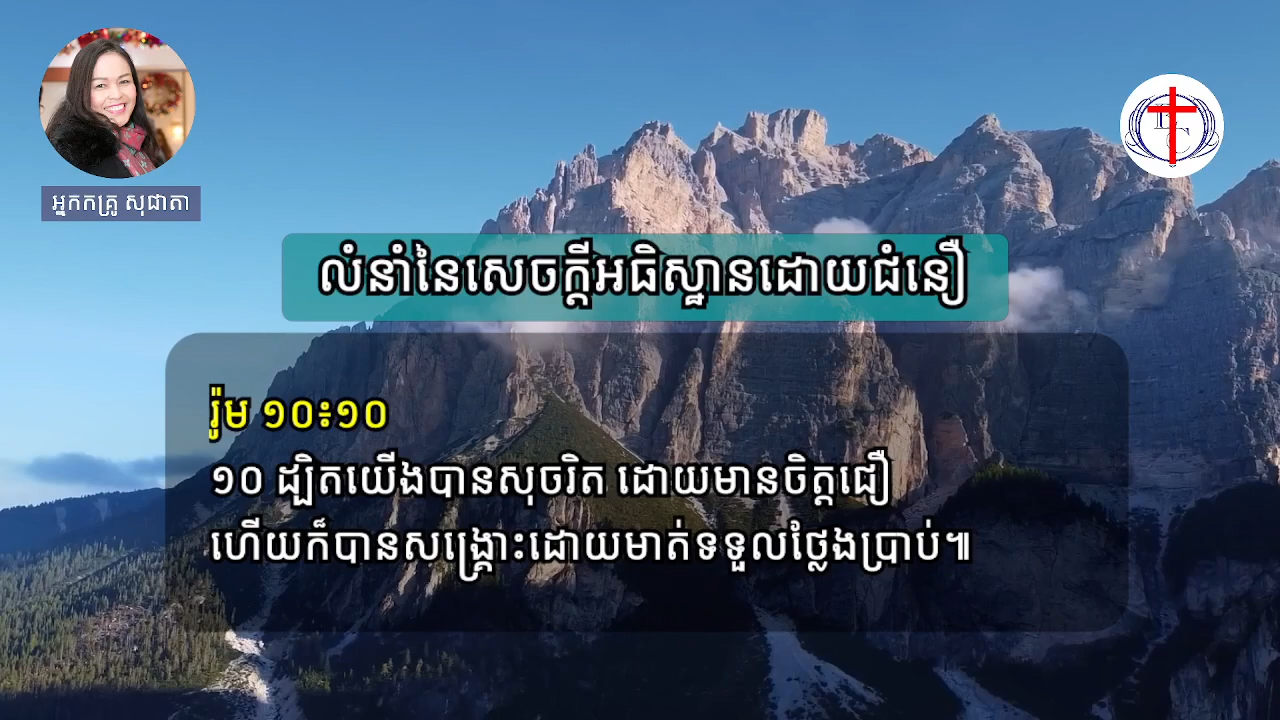 អ្នកកគ្រូ សុជាតា
លំនាំនៃសេចក្តីអធិស្ឋានដោយជំនឿ
រ៉ូម ១០៖១០
១០ ដ្បិតយើងបានសុចរិត ដោយមានចិត្តជឿ
ហើយក៏បានសង្គ្រោះដោយមាត់ទទួលថ្លែងប្រាប់៕